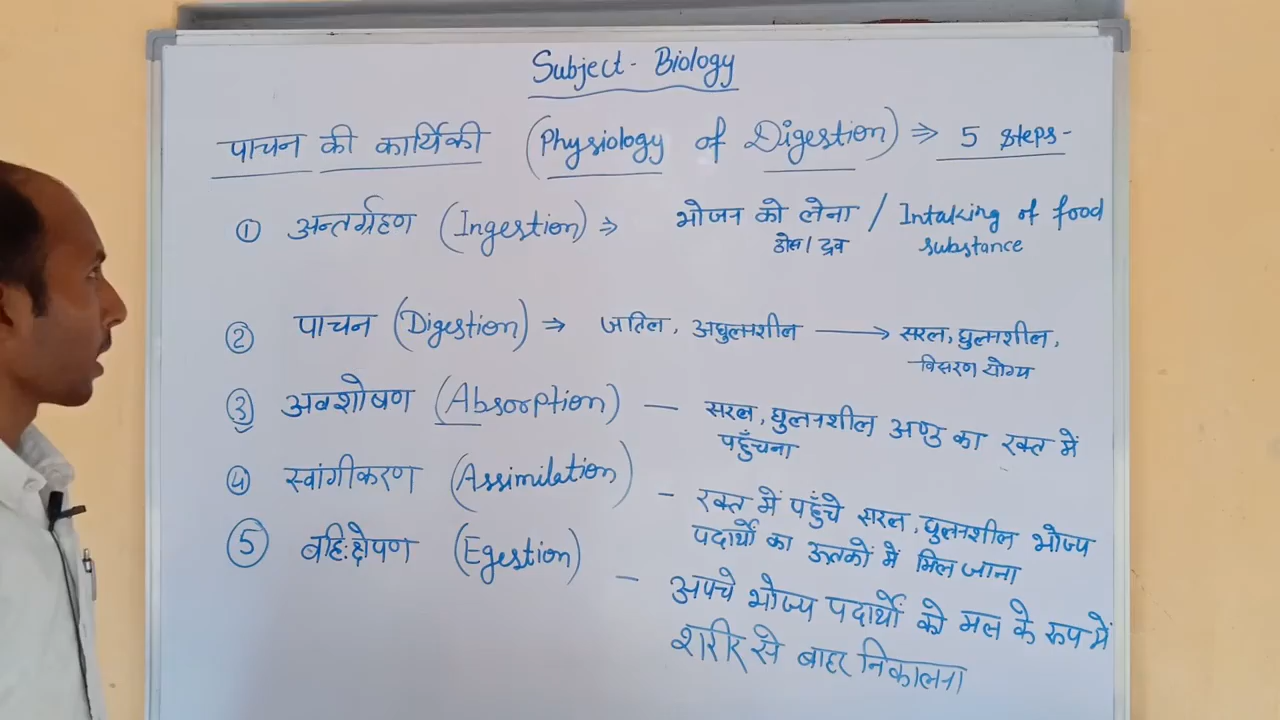 Subject - Biology
पाचन की कार्यिकी (Physiology of Digestion) ⇒ 5 steps -
① अन्तर्ग्रहण (Ingestion) ⇒ भोजन को लेना / Intaking of food
ठोस / द्रव substance
② पाचन (Digestion) ⇒ जटिल, अघुलनशील ⟶ सरल, घुलनशील,
विसरण योग्य
③ अवशोषण (Absorption) — सरल, घुलनशील अणु का रक्त में
पहुँचना
④ स्वांगीकरण (Assimilation) - रक्त में पहुँचे सरल, घुलनशील भोज्य
पदार्थों का ऊतकों में मिल जाना
⑤ बहि:क्षेपण (Egestion) - अपचे भोज्य पदार्थों को मल के रूप में
शरीर से बाहर निकालना